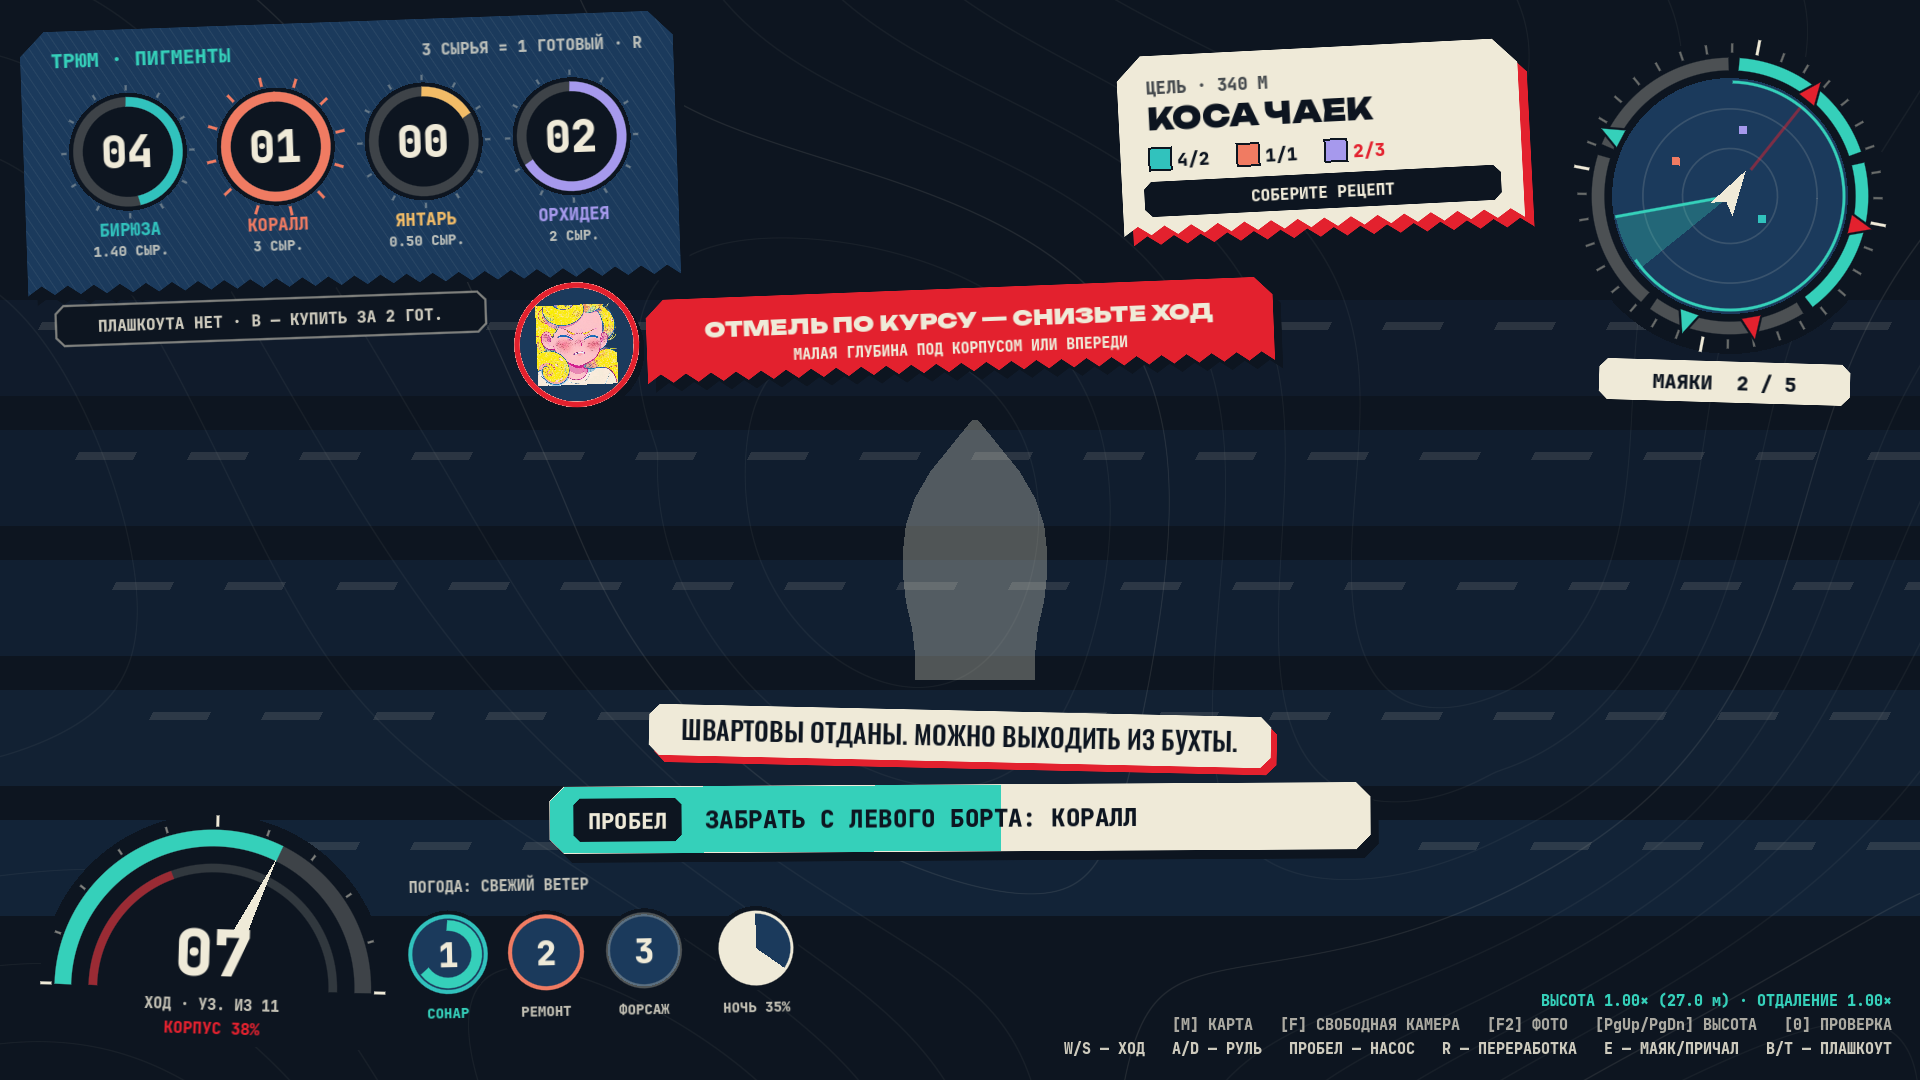 ТРЮМ · ПИГМЕНТЫ
3 СЫРЬЯ = 1 ГОТОВЫЙ · R
04
01
00
02
БИРЮЗА
КОРАЛЛ
ЯНТАРЬ
ОРХИДЕЯ
1.40 СЫР.
3 СЫР.
0.50 СЫР.
2 СЫР.
ПЛАШКОУТА НЕТ · B — КУПИТЬ ЗА 2 ГОТ.
ЦЕЛЬ · 340 М
КОСА ЧАЕК
4/2
1/1
2/3
СОБЕРИТЕ РЕЦЕПТ
МАЯКИ 2 / 5
ОТМЕЛЬ ПО КУРСУ — СНИЗЬТЕ ХОД
МАЛАЯ ГЛУБИНА ПОД КОРПУСОМ ИЛИ ВПЕРЕДИ
ШВАРТОВЫ ОТДАНЫ. МОЖНО ВЫХОДИТЬ ИЗ БУХТЫ.
ПРОБЕЛ ЗАБРАТЬ С ЛЕВОГО БОРТА: КОРАЛЛ
07
ХОД · УЗ. ИЗ 11
КОРПУС 38%
ПОГОДА: СВЕЖИЙ ВЕТЕР
1
2
3
СОНАР
РЕМОНТ
ФОРСАЖ
НОЧЬ 35%
ВЫСОТА 1.00× (27.0 м) · ОТДАЛЕНИЕ 1.00×
[M] КАРТА [F] СВОБОДНАЯ КАМЕРА [F2] ФОТО [PgUp/PgDn] ВЫСОТА [0] ПРОВЕРКА
W/S — ХОД A/D — РУЛЬ ПРОБЕЛ — НАСОС R — ПЕРЕРАБОТКА E — МАЯК/ПРИЧАЛ B/T — ПЛАШКОУТ